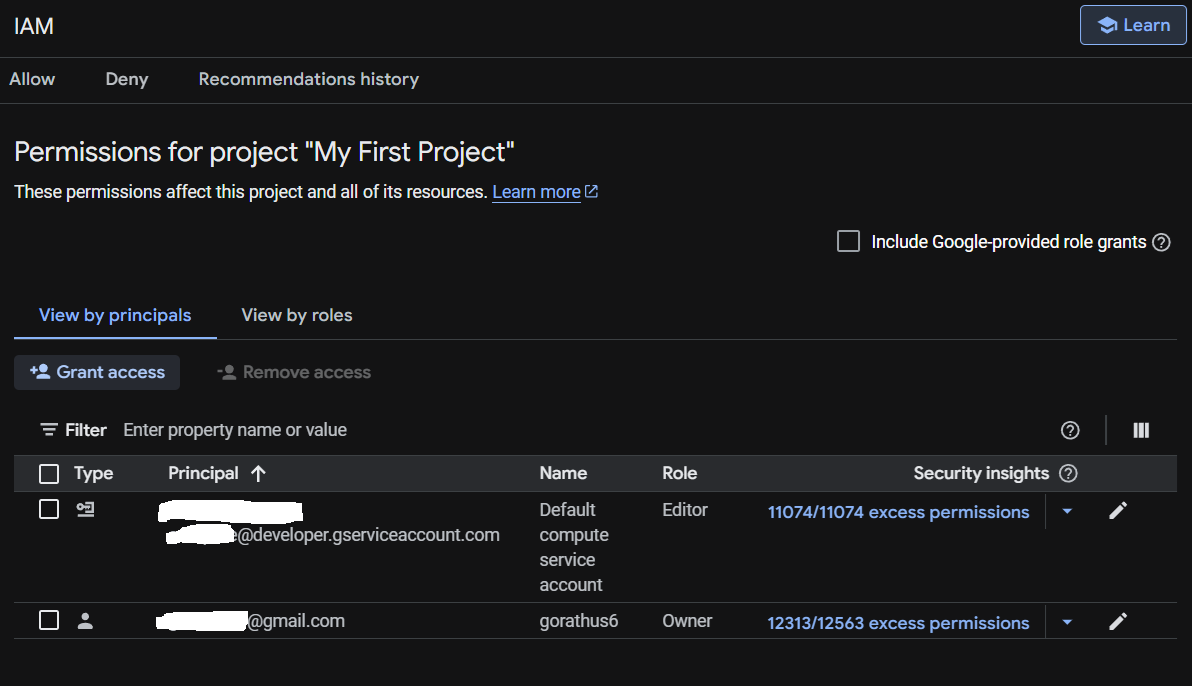 IAM
Learn
Allow Deny Recommendations history
Permissions for project "My First Project"
These permissions affect this project and all of its resources. Learn more
Include Google-provided role grants
View by principals View by roles
Grant access Remove access
Filter Enter property name or value
Type Principal Name Role Security insights
Default Editor 11074/11074 excess permissions
@developer.gserviceaccount.com compute
service
account
@gmail.com gorathus6 Owner 12313/12563 excess permissions